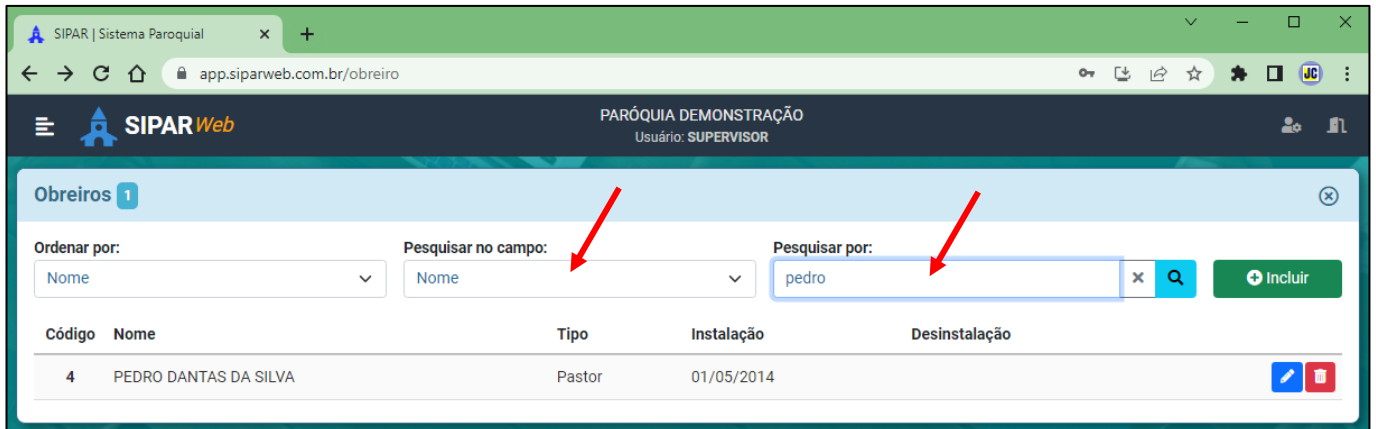 SIPAR | Sistema Paroquial
app.siparweb.com.br/obreiro
JC
SIPARWeb
PARÓQUIA DEMONSTRAÇÃO
Usuário: SUPERVISOR
Obreiros 1
Ordenar por: Pesquisar no campo: Pesquisar por:
Nome Nome pedro Incluir
Código Nome Tipo Instalação Desinstalação
4 PEDRO DANTAS DA SILVA Pastor 01/05/2014